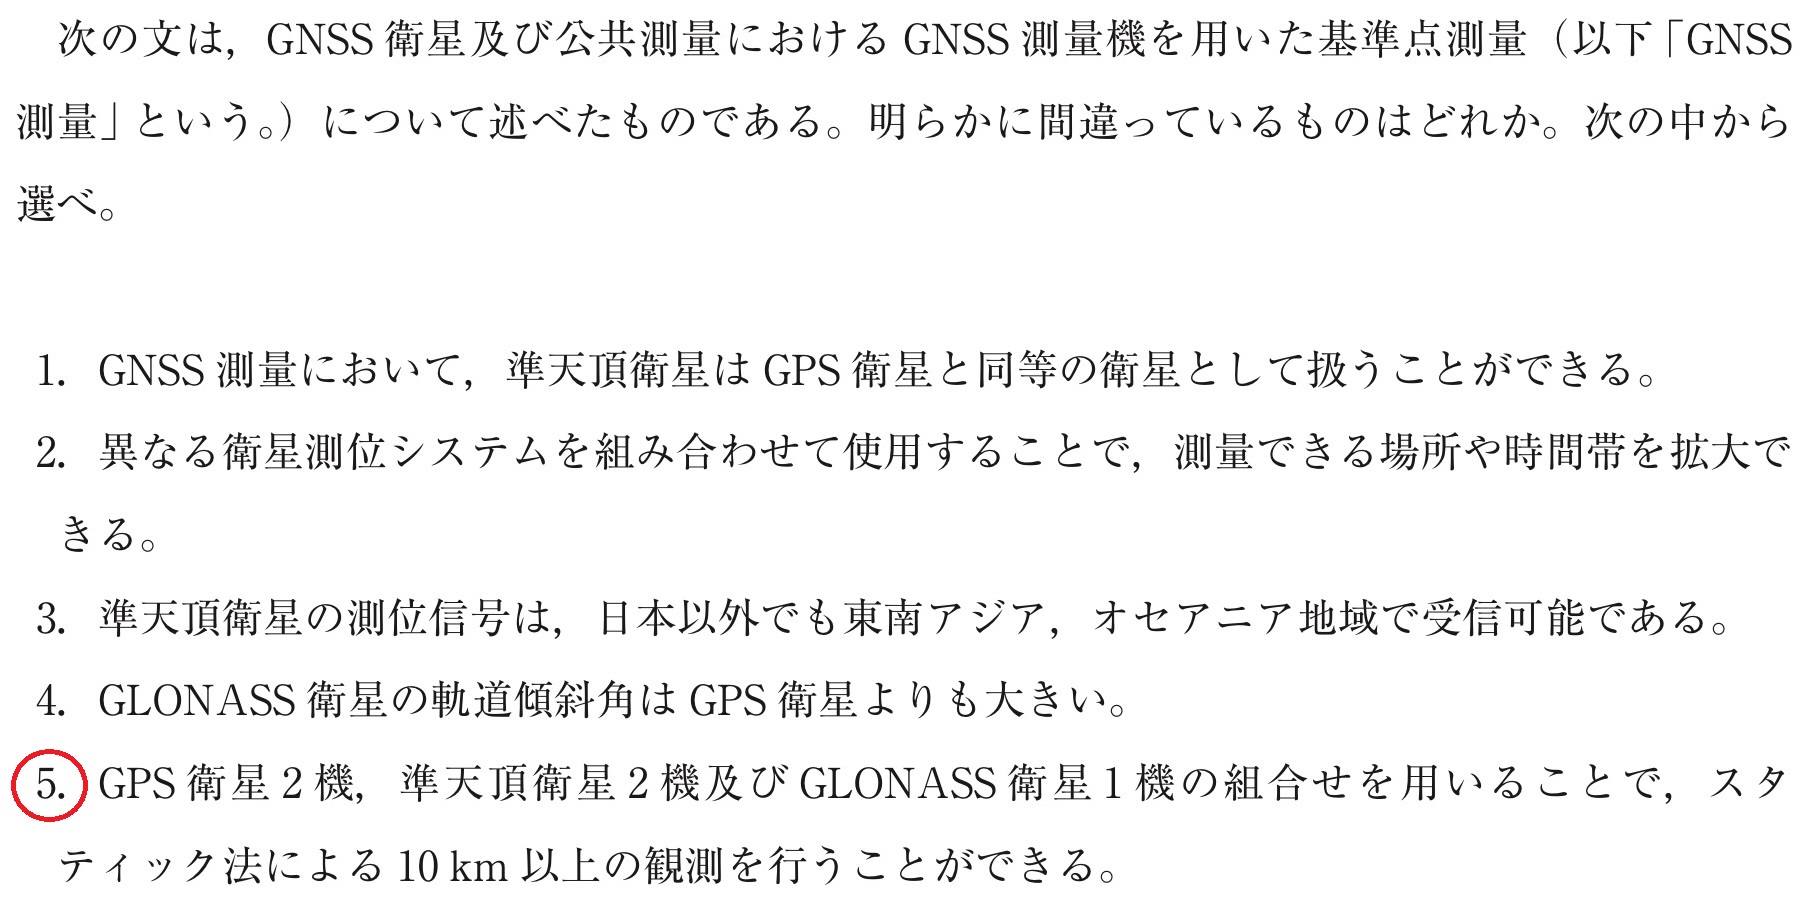 次の文は，GNSS 衛星及び公共測量における GNSS 測量機を用いた基準点測量（以下「GNSS
測量」という。）について述べたものである。明らかに間違っているものはどれか。次の中から
選べ。
1. GNSS 測量において，準天頂衛星は GPS 衛星と同等の衛星として扱うことができる。
2. 異なる衛星測位システムを組み合わせて使用することで，測量できる場所や時間帯を拡大で
きる。
3. 準天頂衛星の測位信号は，日本以外でも東南アジア，オセアニア地域で受信可能である。
4. GLONASS 衛星の軌道傾斜角は GPS 衛星よりも大きい。
5. GPS 衛星 2 機，準天頂衛星 2 機及び GLONASS 衛星 1 機の組合せを用いることで，スタ
ティック法による 10 km 以上の観測を行うことができる。